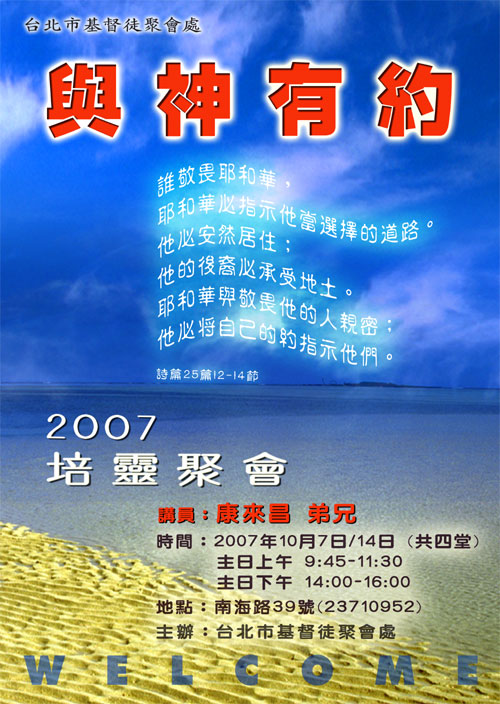 台北市基督徒聚會處
與神有約
誰敬畏耶和華，
耶和華必指示他當選擇的道路。
他必安然居住；
他的後裔必承受地土。
耶和華與敬畏他的人親密；
他必將自己的約指示他們。
詩篇25篇12-14節
2007
培靈聚會
講員：康來昌 弟兄
時間：2007年10月7日/14日（共四堂）
主日上午 9:45-11:30
主日下午 14:00-16:00
地點：南海路39號(23710952)
主辦：台北市基督徒聚會處
WELCOME